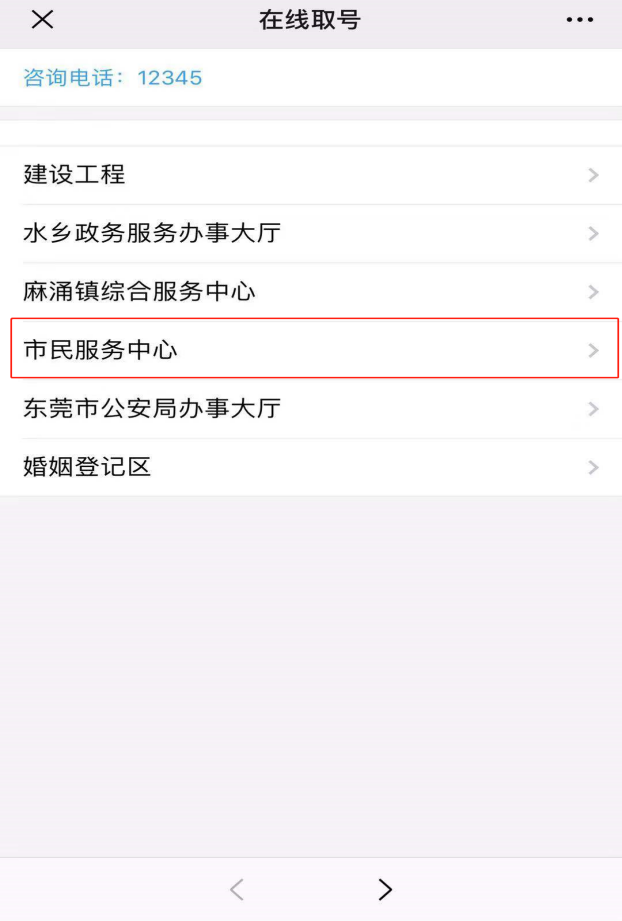 在线取号
咨询电话：12345
建设工程
水乡政务服务办事大厅
麻涌镇综合服务中心
市民服务中心
东莞市公安局办事大厅
婚姻登记区